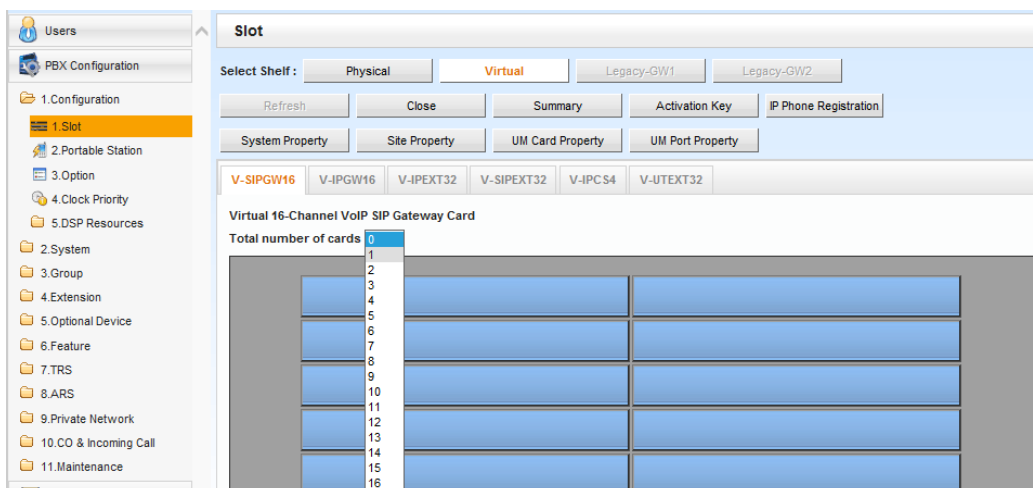 Users
PBX Configuration
1.Configuration
1.Slot
2.Portable Station
3.Option
4.Clock Priority
5.DSP Resources
2.System
3.Group
4.Extension
5.Optional Device
6.Feature
7.TRS
8.ARS
9.Private Network
10.CO & Incoming Call
11.Maintenance
Slot
Select Shelf : Physical Virtual Legacy-GW1 Legacy-GW2
Refresh Close Summary Activation Key IP Phone Registration
System Property Site Property UM Card Property UM Port Property
V-SIPGW16 V-IPGW16 V-IPEXT32 V-SIPEXT32 V-IPCS4 V-UTEXT32
Virtual 16-Channel VoIP SIP Gateway Card
Total number of cards 0
1
2
3
4
5
6
7
8
9
10
11
12
13
14
15
16